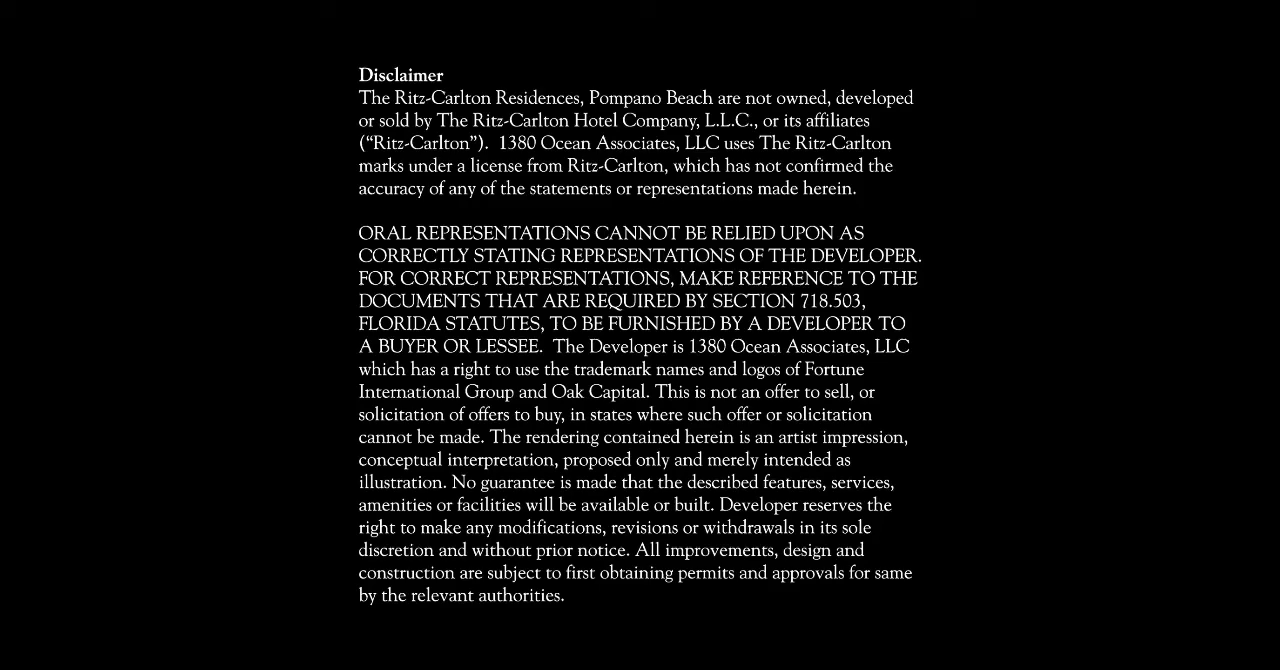 Disclaimer
The Ritz-Carlton Residences, Pompano Beach are not owned, developed
or sold by The Ritz-Carlton Hotel Company, L.L.C., or its affiliates
(“Ritz-Carlton”).  1380 Ocean Associates, LLC uses The Ritz-Carlton
marks under a license from Ritz-Carlton, which has not confirmed the
accuracy of any of the statements or representations made herein.

ORAL REPRESENTATIONS CANNOT BE RELIED UPON AS
CORRECTLY STATING REPRESENTATIONS OF THE DEVELOPER.
FOR CORRECT REPRESENTATIONS, MAKE REFERENCE TO THE
DOCUMENTS THAT ARE REQUIRED BY SECTION 718.503,
FLORIDA STATUTES, TO BE FURNISHED BY A DEVELOPER TO
A BUYER OR LESSEE.  The Developer is 1380 Ocean Associates, LLC
which has a right to use the trademark names and logos of Fortune
International Group and Oak Capital. This is not an offer to sell, or
solicitation of offers to buy, in states where such offer or solicitation
cannot be made. The rendering contained herein is an artist impression,
conceptual interpretation, proposed only and merely intended as
illustration. No guarantee is made that the described features, services,
amenities or facilities will be available or built. Developer reserves the
right to make any modifications, revisions or withdrawals in its sole
discretion and without prior notice. All improvements, design and
construction are subject to first obtaining permits and approvals for same
by the relevant authorities.